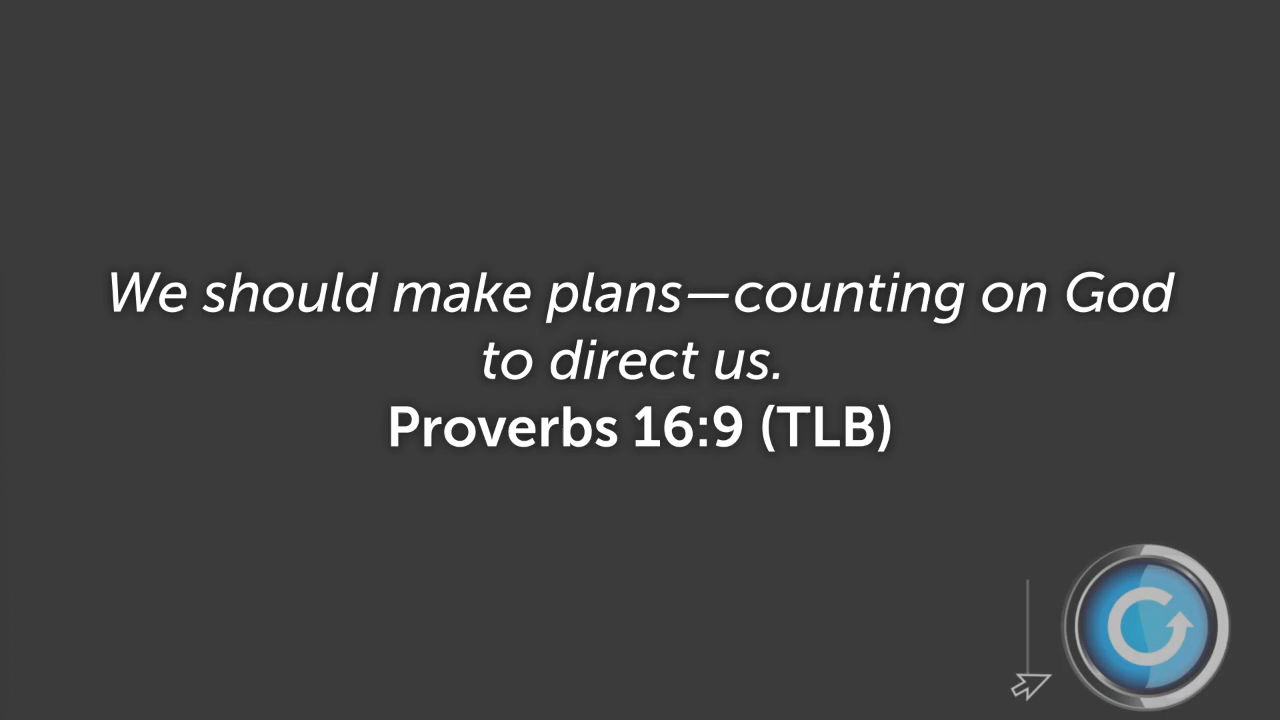 We should make plans—counting on God
to direct us.
Proverbs 16:9 (TLB)